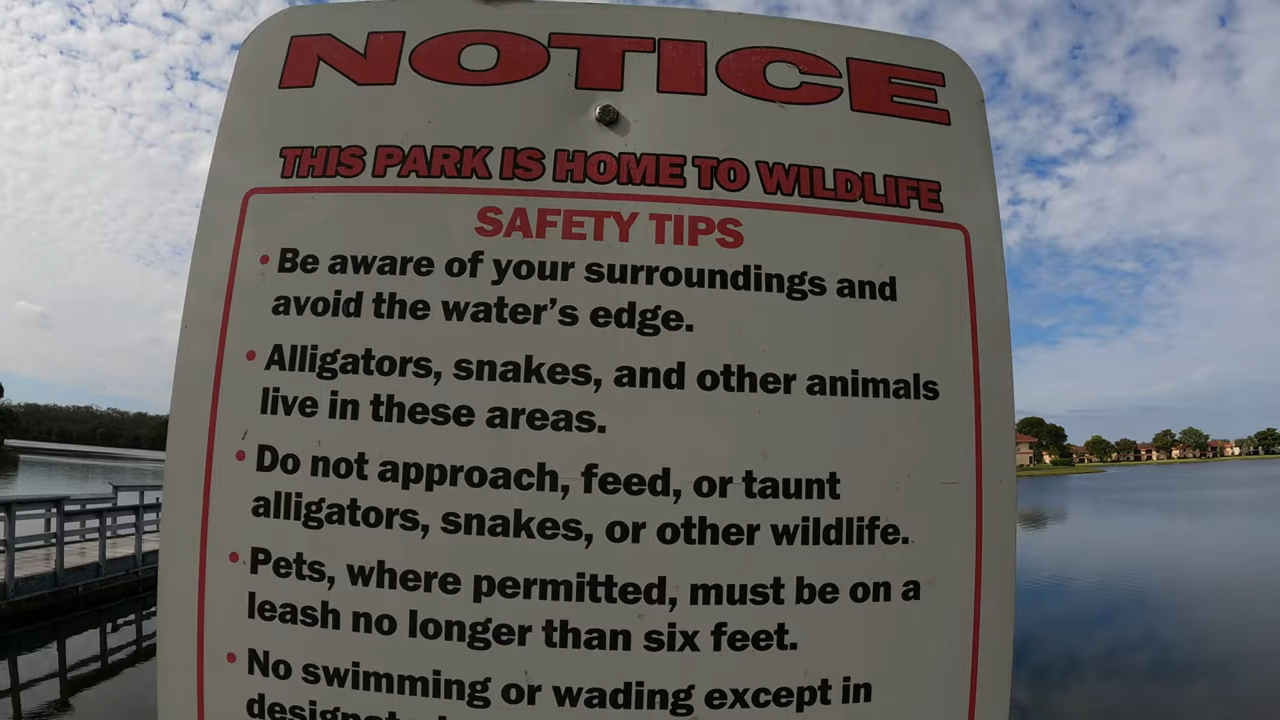 NOTICE
THIS PARK IS HOME TO WILDLIFE
SAFETY TIPS
• Be aware of your surroundings and
avoid the water's edge.
• Alligators, snakes, and other animals
live in these areas.
• Do not approach, feed, or taunt
alligators, snakes, or other wildlife.
• Pets, where permitted, must be on a
leash no longer than six feet.
• No swimming or wading except in